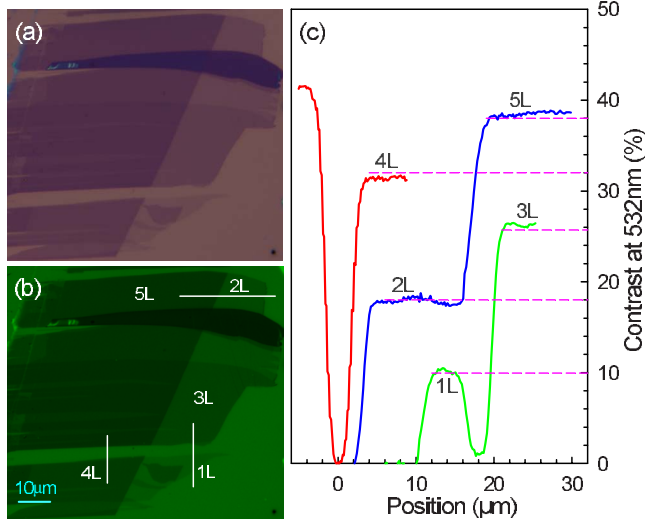 (a)
(b)
5L
2L
3L
4L
1L
10μm
(c)
50
40
30
20
10
0
5L
4L
3L
2L
1L
0
10
20
30
Position (μm)
Contrast at 532nm (%)